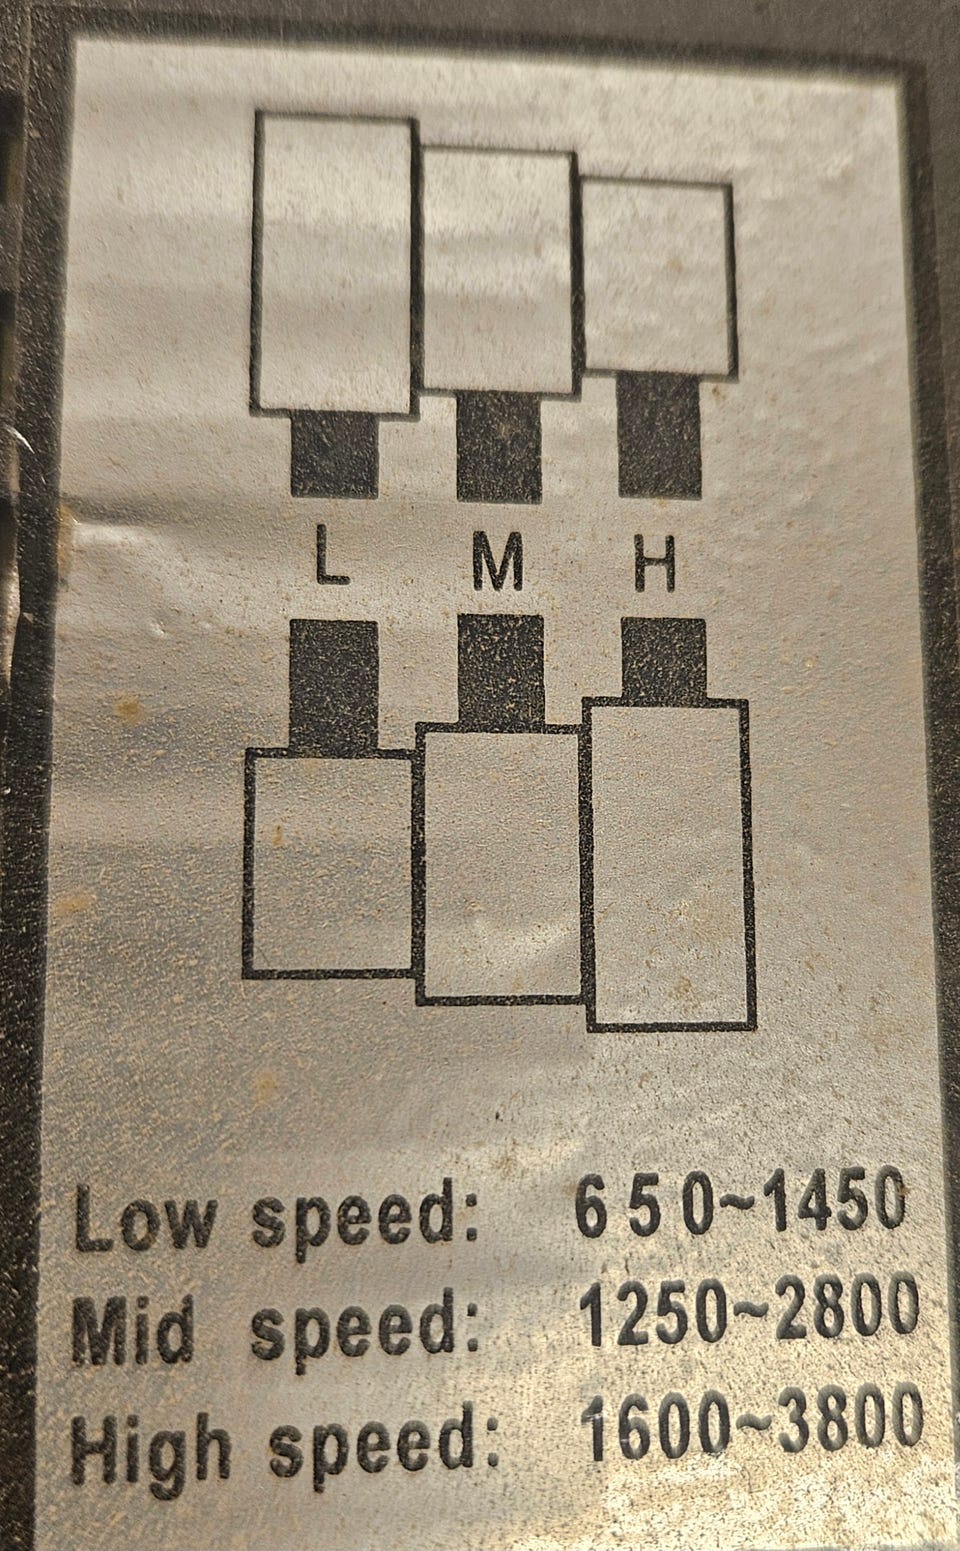 L M H
Low speed: 650~1450
Mid speed: 1250~2800
High speed: 1600~3800